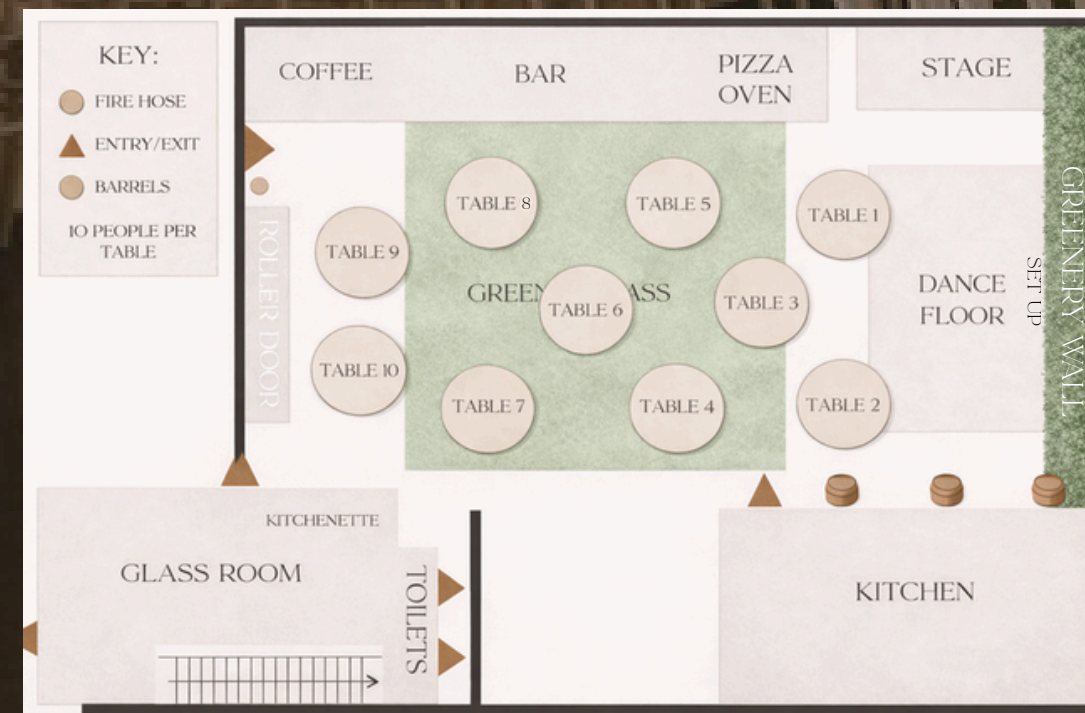 KEY:
FIRE HOSE
ENTRY/EXIT
BARRELS
10 PEOPLE PER
TABLE
COFFEE
BAR
PIZZA
OVEN
STAGE
GREENERY WALL
ROLLER DOOR
TABLE 8
TABLE 5
TABLE 1
TABLE 9
GREEN
ASS
TABLE 6
TABLE 3
DANCE
FLOOR
SET UP
TABLE 10
TABLE 7
TABLE 4
TABLE 2
KITCHENETTE
GLASS ROOM
TOILETS
KITCHEN